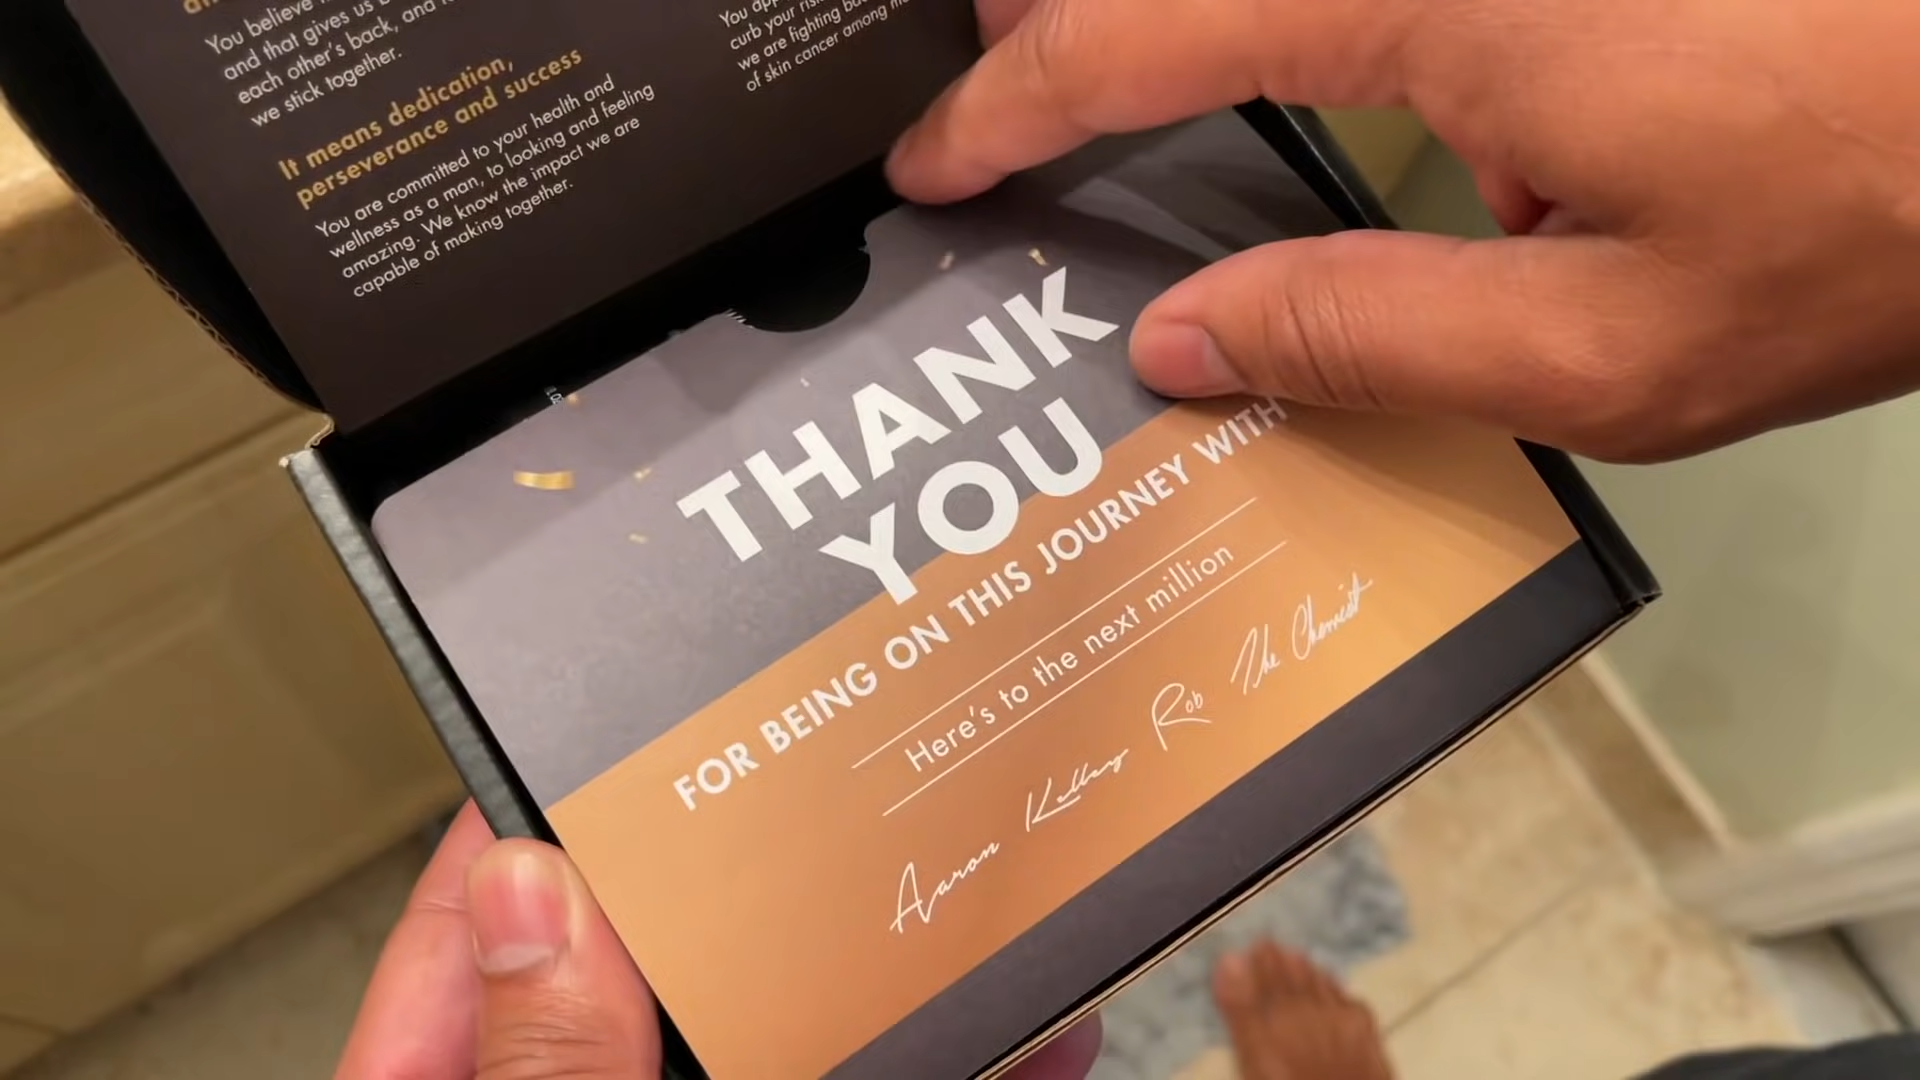 You believe
and that gives us
each other's back, and
we stick together.
It means dedication,
perseverance and success
You are committed to your health and
wellness as a man, to looking and feeling
amazing. We know the impact we are
capable of making together.
You
curb your
we are fighting
of skin cancer among
THANK
YOU
FOR BEING ON THIS JOURNEY WITH
Here's to the next million
Aaron Kelley Rob The Chemist